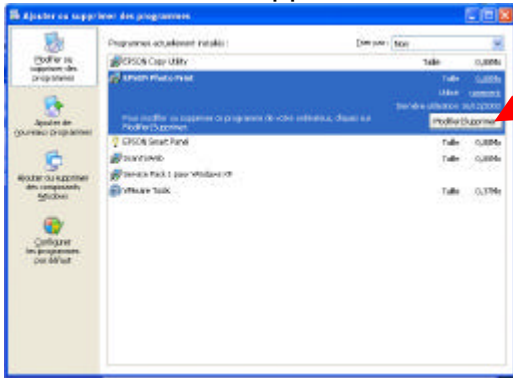 Ajouter ou supprimer des programmes
Modifier ou
supprimer des
programmes
Ajouter de
nouveaux programmes
Ajouter ou supprimer
des composants
Windows
Configurer
les programmes
par défaut
Programmes actuellement installés :
Trier par : Nom
EPSON Copy Utility Taille
EPSON Photo Print Taille
Utilisé
Dernière utilisation
Pour modifier ou supprimer ce programme de votre ordinateur, cliquez sur
Modifier/Supprimer.
Modifier/Supprimer
EPSON Smart Panel Taille
Service Pack 1 pour Windows XP
VMware Tools Taille